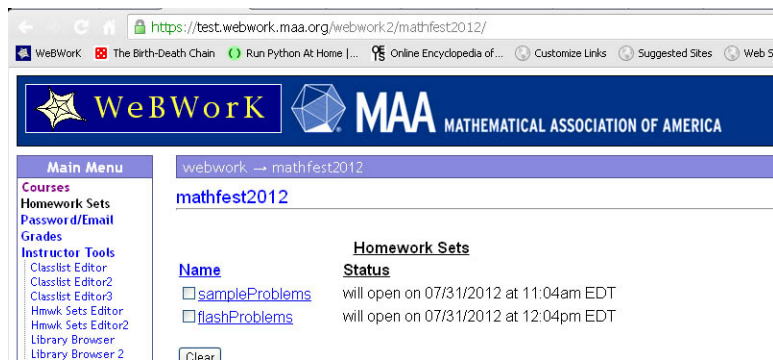 https://test.webwork.maa.org/webwork2/mathfest2012/
WeBWorK The Birth-Death Chain Run Python At Home |... Online Encyclopedia of... Customize Links Suggested Sites Web S
WeBWorK MAA MATHEMATICAL ASSOCIATION OF AMERICA
Main Menu
Courses
Homework Sets
Password/Email
Grades
Instructor Tools
Classlist Editor
Classlist Editor2
Classlist Editor3
Hmwk Sets Editor
Hmwk Sets Editor2
Library Browser
Library Browser 2
webwork → mathfest2012
mathfest2012
Homework Sets
Name Status
sampleProblems will open on 07/31/2012 at 11:04am EDT
flashProblems will open on 07/31/2012 at 12:04pm EDT
Clear